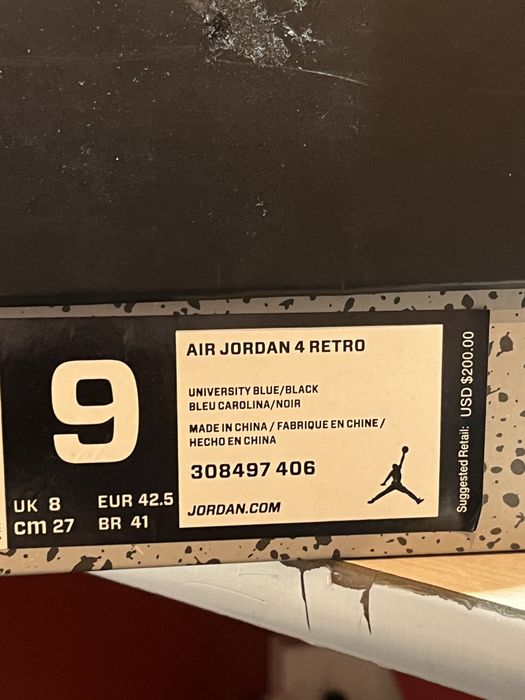 9
UK 8 EUR 42.5
cm 27 BR 41
AIR JORDAN 4 RETRO
UNIVERSITY BLUE/BLACK
BLEU CAROLINA/NOIR
MADE IN CHINA / FABRIQUE EN CHINE /
HECHO EN CHINA
308497 406
JORDAN.COM
Suggested Retail: USD $200.00